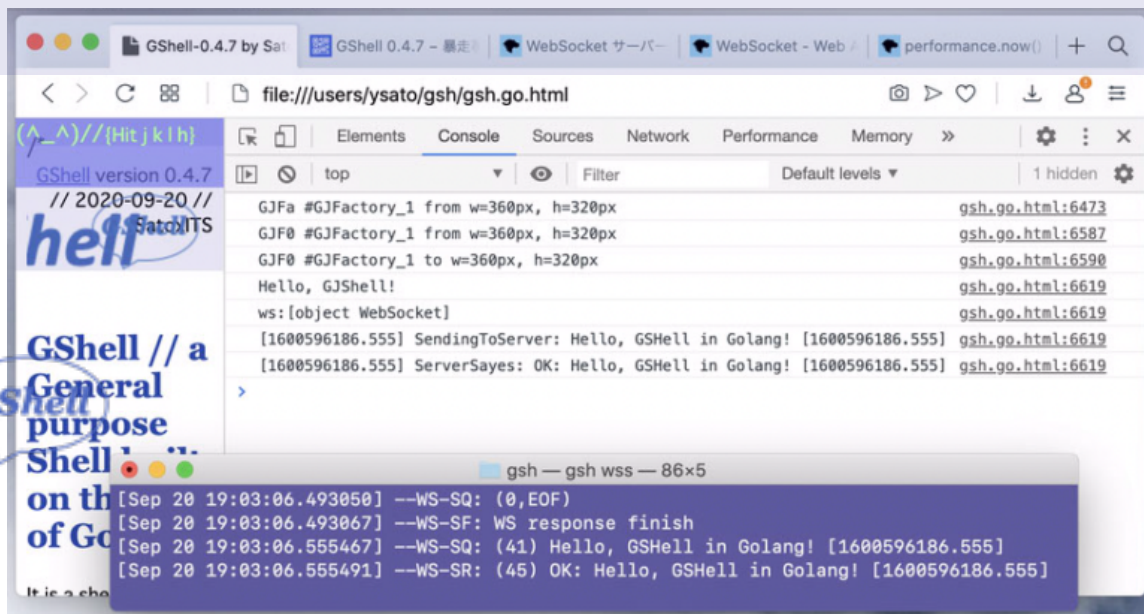 GShell-0.4.7 by Sat
GShell 0.4.7 – 暴走
WebSocket サーバー
WebSocket - Web A
performance.now()
file:///users/ysato/gsh/gsh.go.html
(^_^)//{Hit j k l h}
Elements Console Sources Network Performance Memory »
GShell version 0.4.7
top Filter Default levels ▼ 1 hidden
// 2020-09-20 //
SatoxITS
hell
GShell
GJFa #GJFactory_1 from w=360px, h=320px gsh.go.html:6473
GJF0 #GJFactory_1 from w=360px, h=320px gsh.go.html:6587
GJF0 #GJFactory_1 to w=360px, h=320px gsh.go.html:6590
Hello, GJShell! gsh.go.html:6619
ws:[object WebSocket] gsh.go.html:6619
[1600596186.555] SendingToServer: Hello, GSHell in Golang! [1600596186.555] gsh.go.html:6619
[1600596186.555] ServerSayes: OK: Hello, GSHell in Golang! [1600596186.555] gsh.go.html:6619
>
GShell // a
General
purpose
Shell built
on th
of Go
It is a she
Shell
gsh — gsh wss — 86×5
[Sep 20 19:03:06.493050] --WS-SQ: (0,EOF)
[Sep 20 19:03:06.493067] --WS-SF: WS response finish
[Sep 20 19:03:06.555467] --WS-SQ: (41) Hello, GSHell in Golang! [1600596186.555]
[Sep 20 19:03:06.555491] --WS-SR: (45) OK: Hello, GSHell in Golang! [1600596186.555]